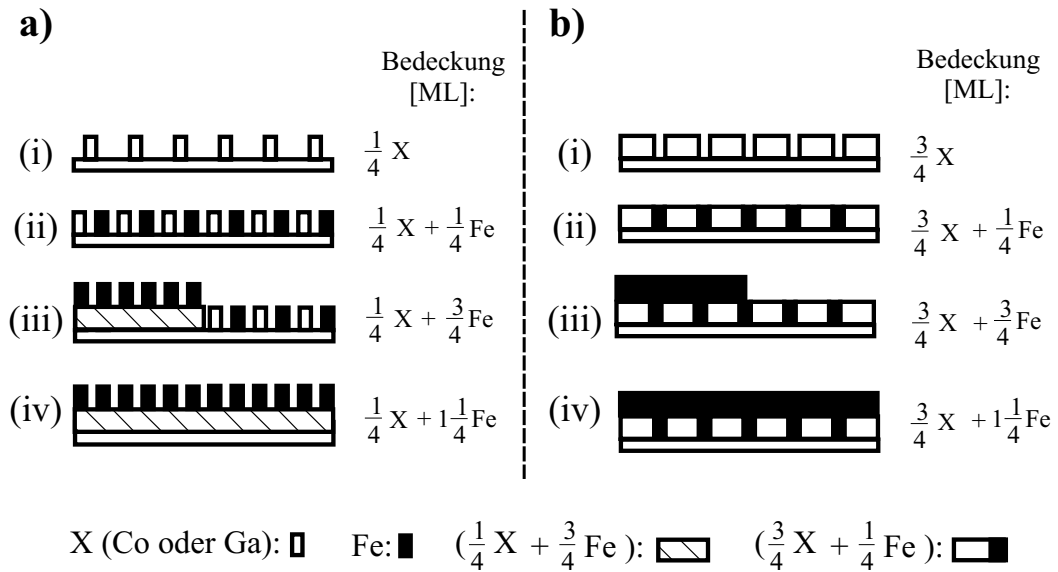 a)
Bedeckung
[ML]:
(i) 1/4 X
(ii) 1/4 X + 1/4 Fe
(iii) 1/4 X + 3/4 Fe
(iv) 1/4 X + 1 1/4 Fe
b)
Bedeckung
[ML]:
(i) 3/4 X
(ii) 3/4 X + 1/4 Fe
(iii) 3/4 X + 3/4 Fe
(iv) 3/4 X + 1 1/4 Fe
X (Co oder Ga): Fe: (1/4 X + 3/4 Fe): (3/4 X + 1/4 Fe):